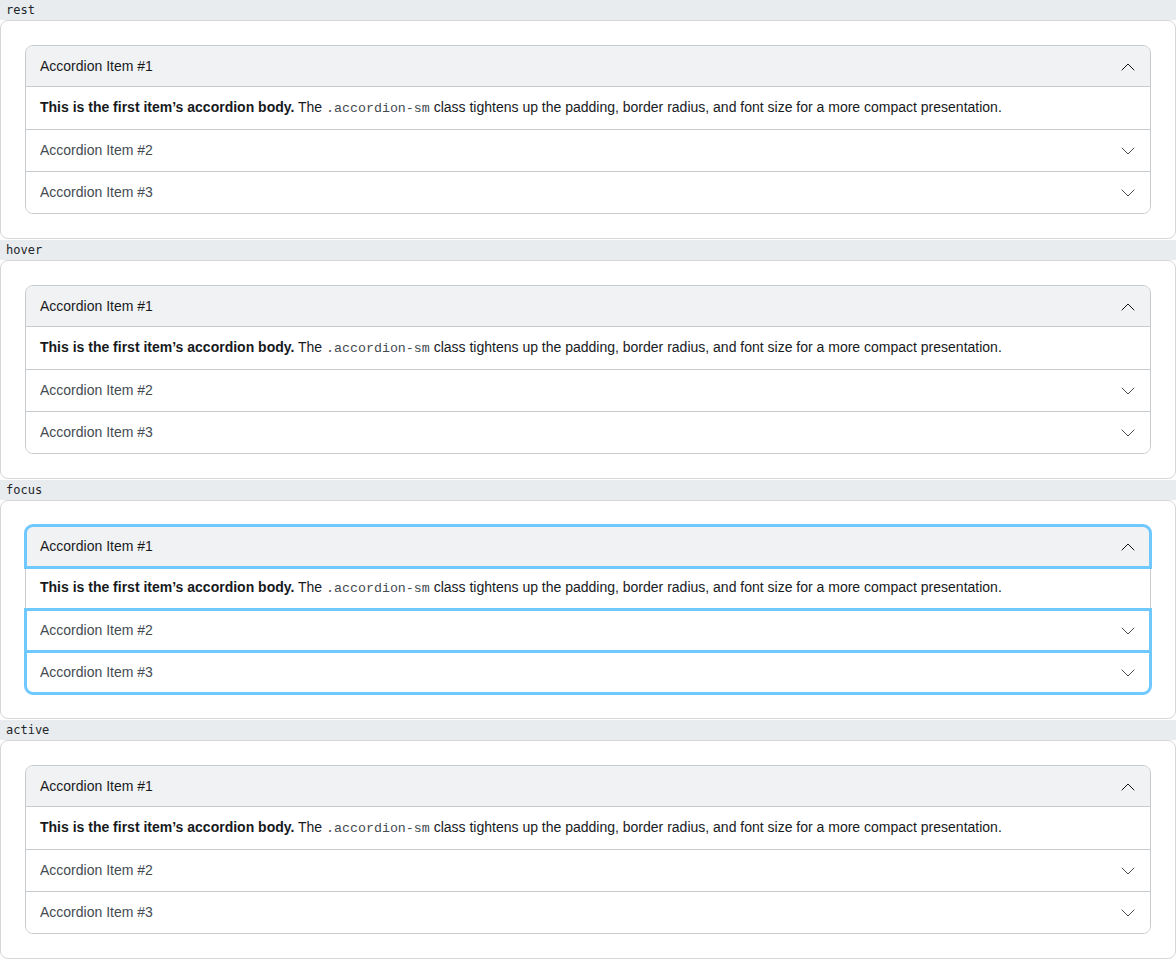 rest
Accordion Item #1
This is the first item’s accordion body. The .accordion-sm class tightens up the padding, border radius, and font size for a more compact presentation.
Accordion Item #2
Accordion Item #3
hover
Accordion Item #1
This is the first item’s accordion body. The .accordion-sm class tightens up the padding, border radius, and font size for a more compact presentation.
Accordion Item #2
Accordion Item #3
focus
Accordion Item #1
This is the first item’s accordion body. The .accordion-sm class tightens up the padding, border radius, and font size for a more compact presentation.
Accordion Item #2
Accordion Item #3
active
Accordion Item #1
This is the first item’s accordion body. The .accordion-sm class tightens up the padding, border radius, and font size for a more compact presentation.
Accordion Item #2
Accordion Item #3